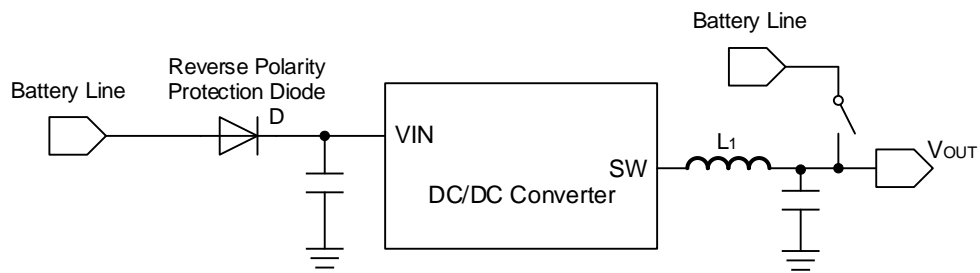 Battery Line
Reverse Polarity
Protection Diode
D
Battery Line
VIN
SW
DC/DC Converter
L1
VOUT